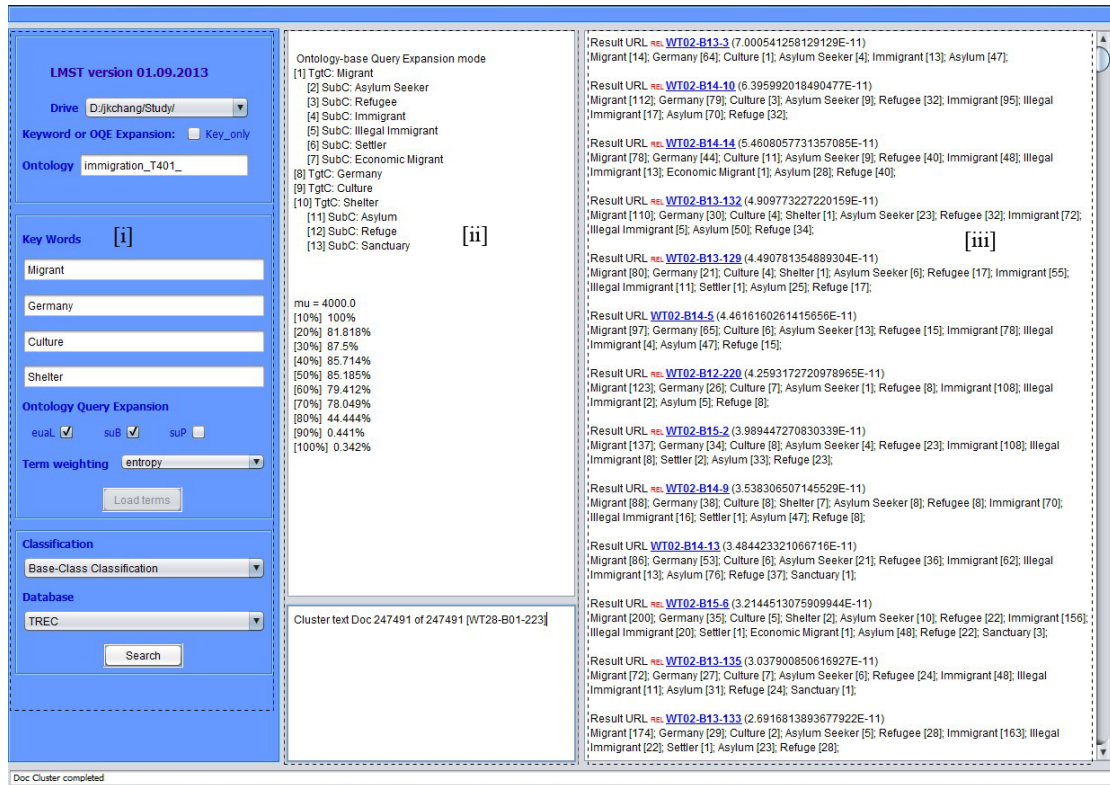 LMST version 01.09.2013
Drive D:/jkchang/Study/
Keyword or OQE Expansion: Key_only
Ontology immigration_T401_
Key Words [i]
Migrant
Germany
Culture
Shelter
Ontology Query Expansion
euaL suB suP
Term weighting entropy
Load terms
Classification
Base-Class Classification
Database
TREC
Search
Ontology-base Query Expansion mode
[1] TgtC: Migrant
[2] SubC: Asylum Seeker
[3] SubC: Refugee
[4] SubC: Immigrant
[5] SubC: Illegal Immigrant
[6] SubC: Settler
[7] SubC: Economic Migrant
[8] TgtC: Germany
[9] TgtC: Culture
[10] TgtC: Shelter
[11] SubC: Asylum
[12] SubC: Refuge
[13] SubC: Sanctuary
[ii]
mu = 4000.0
[10%] 100%
[20%] 81.818%
[30%] 87.5%
[40%] 85.714%
[50%] 85.185%
[60%] 79.412%
[70%] 78.049%
[80%] 44.444%
[90%] 0.441%
[100%] 0.342%
Cluster text Doc 247491 of 247491 [WT28-B01-223]
Result URL REL WT02-B13-3 (7.000541258129129E-11)
Migrant [14]; Germany [64]; Culture [1]; Asylum Seeker [4]; Immigrant [13]; Asylum [47];
Result URL REL WT02-B14-10 (6.395992018490477E-11)
Migrant [112]; Germany [79]; Culture [3]; Asylum Seeker [9]; Refugee [32]; Immigrant [95]; Illegal
Immigrant [17]; Asylum [70]; Refuge [32];
Result URL REL WT02-B14-14 (5.4608057731357085E-11)
Migrant [78]; Germany [44]; Culture [11]; Asylum Seeker [9]; Refugee [40]; Immigrant [48]; Illegal
Immigrant [13]; Economic Migrant [1]; Asylum [28]; Refuge [40];
Result URL REL WT02-B13-132 (4.909773227220159E-11)
Migrant [110]; Germany [30]; Culture [4]; Shelter [1]; Asylum Seeker [23]; Refugee [32]; Immigrant [72];
Illegal Immigrant [5]; Asylum [50]; Refuge [34];
[iii]
Result URL REL WT02-B13-129 (4.490781354889304E-11)
Migrant [80]; Germany [21]; Culture [4]; Shelter [1]; Asylum Seeker [6]; Refugee [17]; Immigrant [55];
Illegal Immigrant [11]; Settler [1]; Asylum [25]; Refuge [17];
Result URL WT02-B14-5 (4.4616160261415656E-11)
Migrant [97]; Germany [65]; Culture [6]; Asylum Seeker [13]; Refugee [15]; Immigrant [78]; Illegal
Immigrant [4]; Asylum [47]; Refuge [15];
Result URL REL WT02-B12-220 (4.2593172720978965E-11)
Migrant [123]; Germany [26]; Culture [7]; Asylum Seeker [1]; Refugee [8]; Immigrant [108]; Illegal
Immigrant [2]; Asylum [5]; Refuge [8];
Result URL REL WT02-B15-2 (3.989447270830339E-11)
Migrant [137]; Germany [34]; Culture [8]; Asylum Seeker [4]; Refugee [23]; Immigrant [108]; Illegal
Immigrant [8]; Settler [2]; Asylum [33]; Refuge [23];
Result URL REL WT02-B14-9 (3.538306507145529E-11)
Migrant [88]; Germany [38]; Culture [8]; Shelter [7]; Asylum Seeker [8]; Refugee [8]; Immigrant [70];
Illegal Immigrant [16]; Settler [1]; Asylum [47]; Refuge [8];
Result URL WT02-B14-13 (3.484423321066716E-11)
Migrant [86]; Germany [53]; Culture [6]; Asylum Seeker [21]; Refugee [36]; Immigrant [62]; Illegal
Immigrant [13]; Asylum [76]; Refuge [37]; Sanctuary [1];
Result URL REL WT02-B15-6 (3.2144513075909944E-11)
Migrant [200]; Germany [35]; Culture [5]; Shelter [2]; Asylum Seeker [10]; Refugee [22]; Immigrant [156];
Illegal Immigrant [20]; Settler [1]; Economic Migrant [1]; Asylum [48]; Refuge [22]; Sanctuary [3];
Result URL REL WT02-B13-135 (3.037900850616927E-11)
Migrant [72]; Germany [27]; Culture [7]; Asylum Seeker [6]; Refugee [24]; Immigrant [48]; Illegal
Immigrant [11]; Asylum [31]; Refuge [24]; Sanctuary [1];
Result URL REL WT02-B13-133 (2.6916813893677922E-11)
Migrant [174]; Germany [29]; Culture [2]; Asylum Seeker [5]; Refugee [28]; Immigrant [163]; Illegal
Immigrant [22]; Settler [1]; Asylum [23]; Refuge [28];
Doc Cluster completed